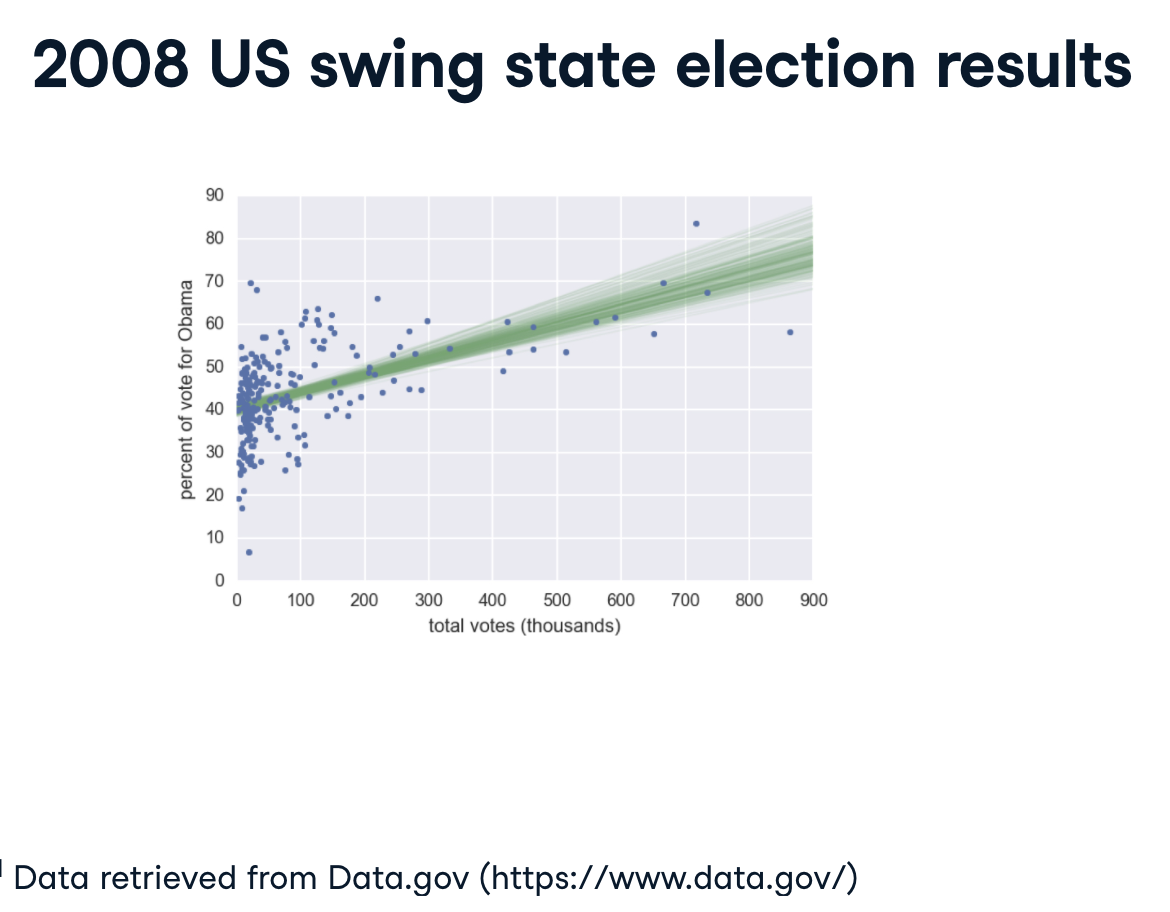 2008 US swing state election results
90
80
70
60
50
40
30
20
10
0
percent of vote for Obama
0 100 200 300 400 500 600 700 800 900
total votes (thousands)
Data retrieved from Data.gov (https://www.data.gov/)